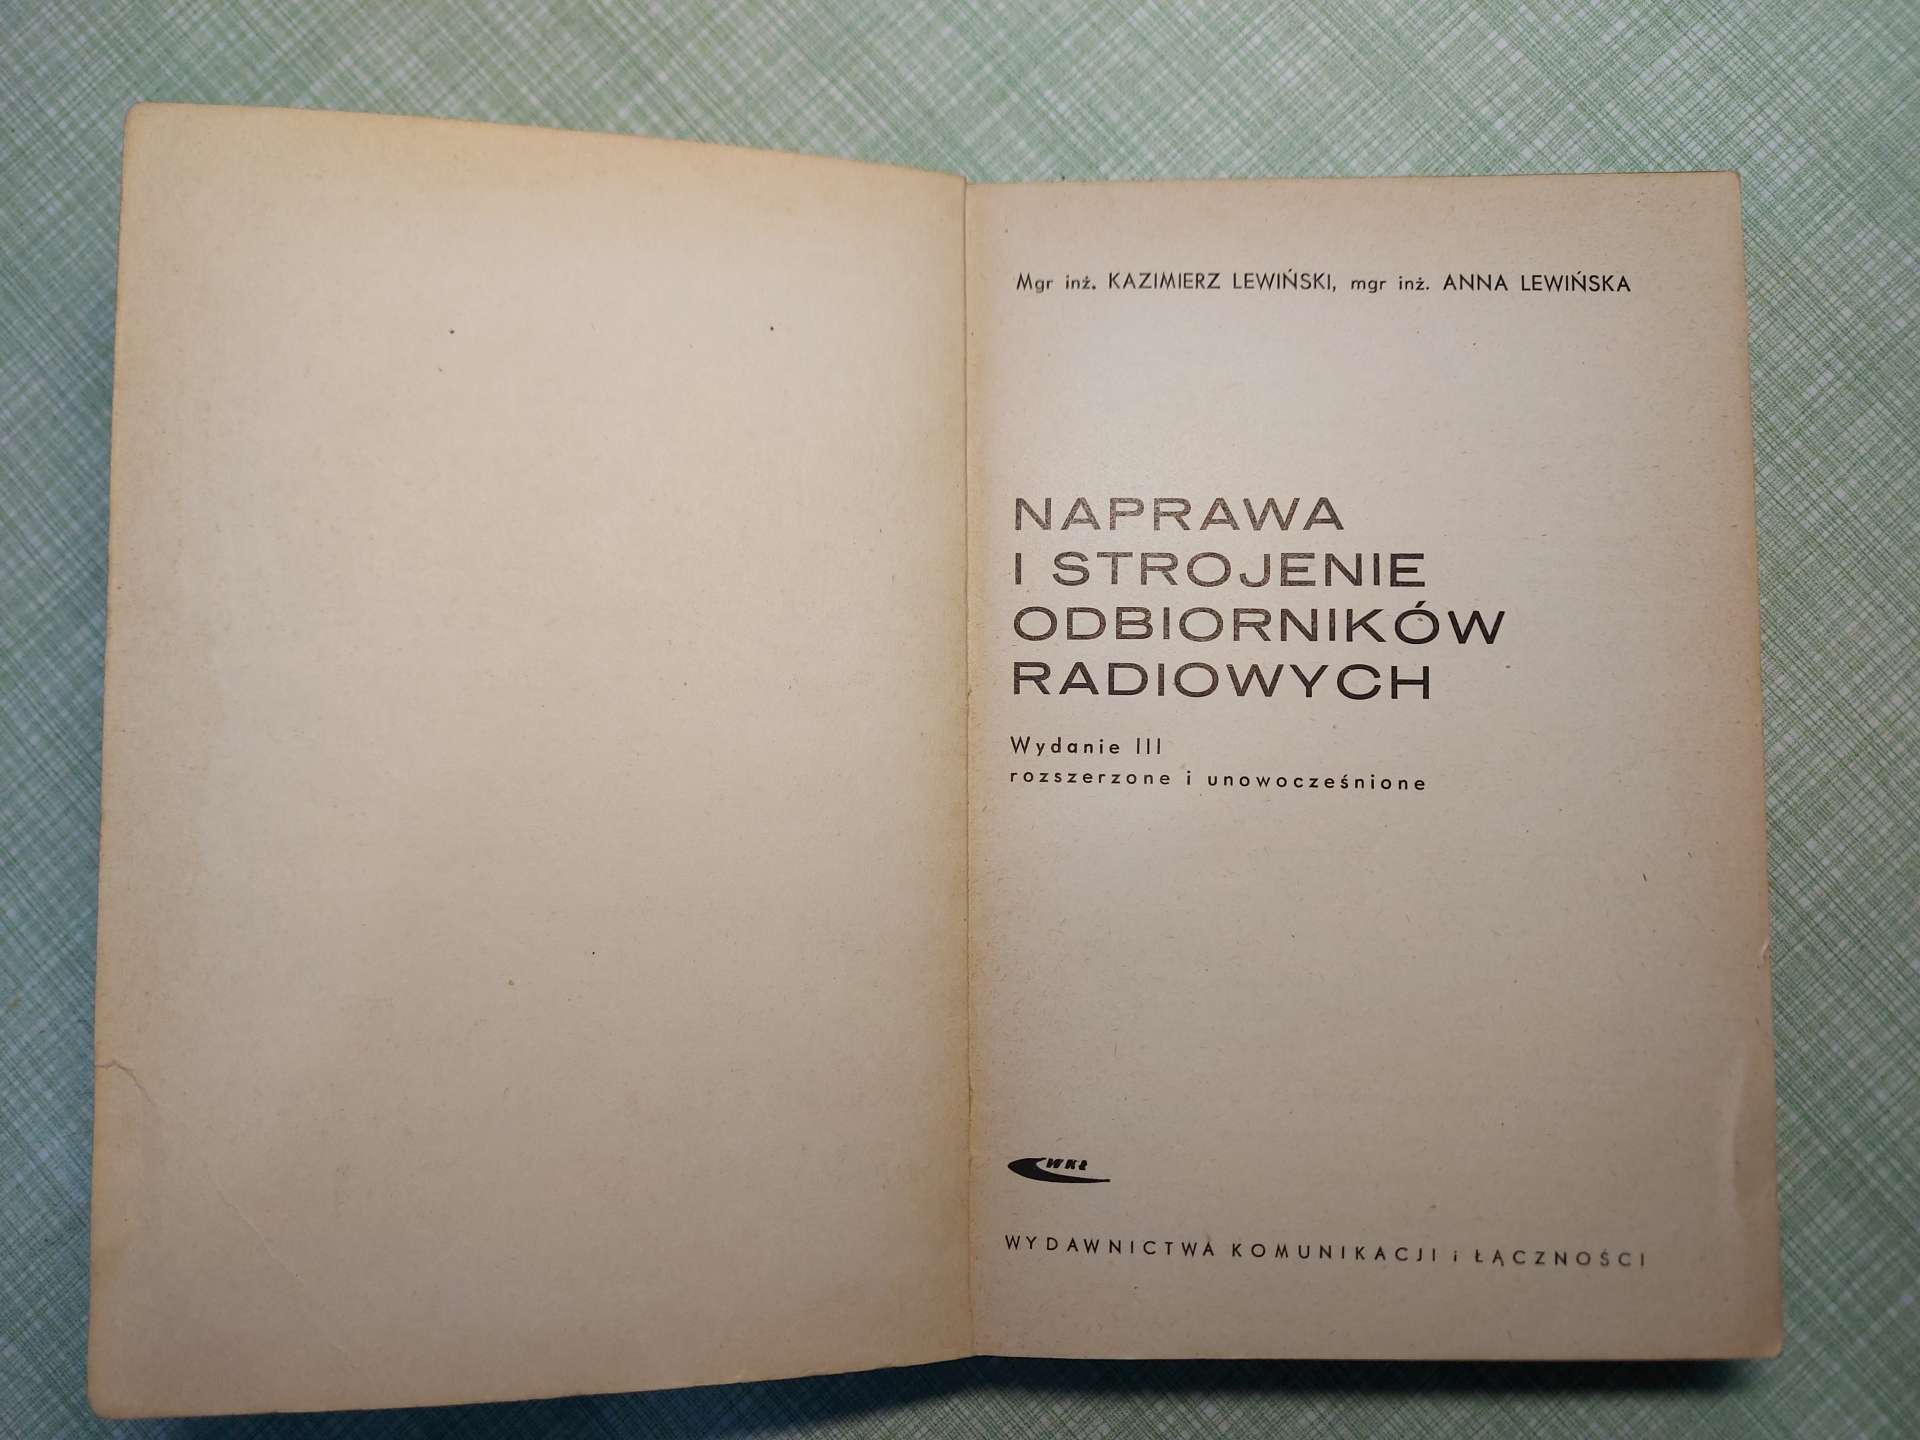 Mgr inż. KAZIMIERZ LEWIŃSKI, mgr inż. ANNA LEWIŃSKA
NAPRAWA
I STROJENIE
ODBIORNIKÓW
RADIOWYCH
Wydanie III
rozszerzone i unowocześnione
WKŁ
WYDAWNICTWA KOMUNIKACJI i ŁĄCZNOŚCI